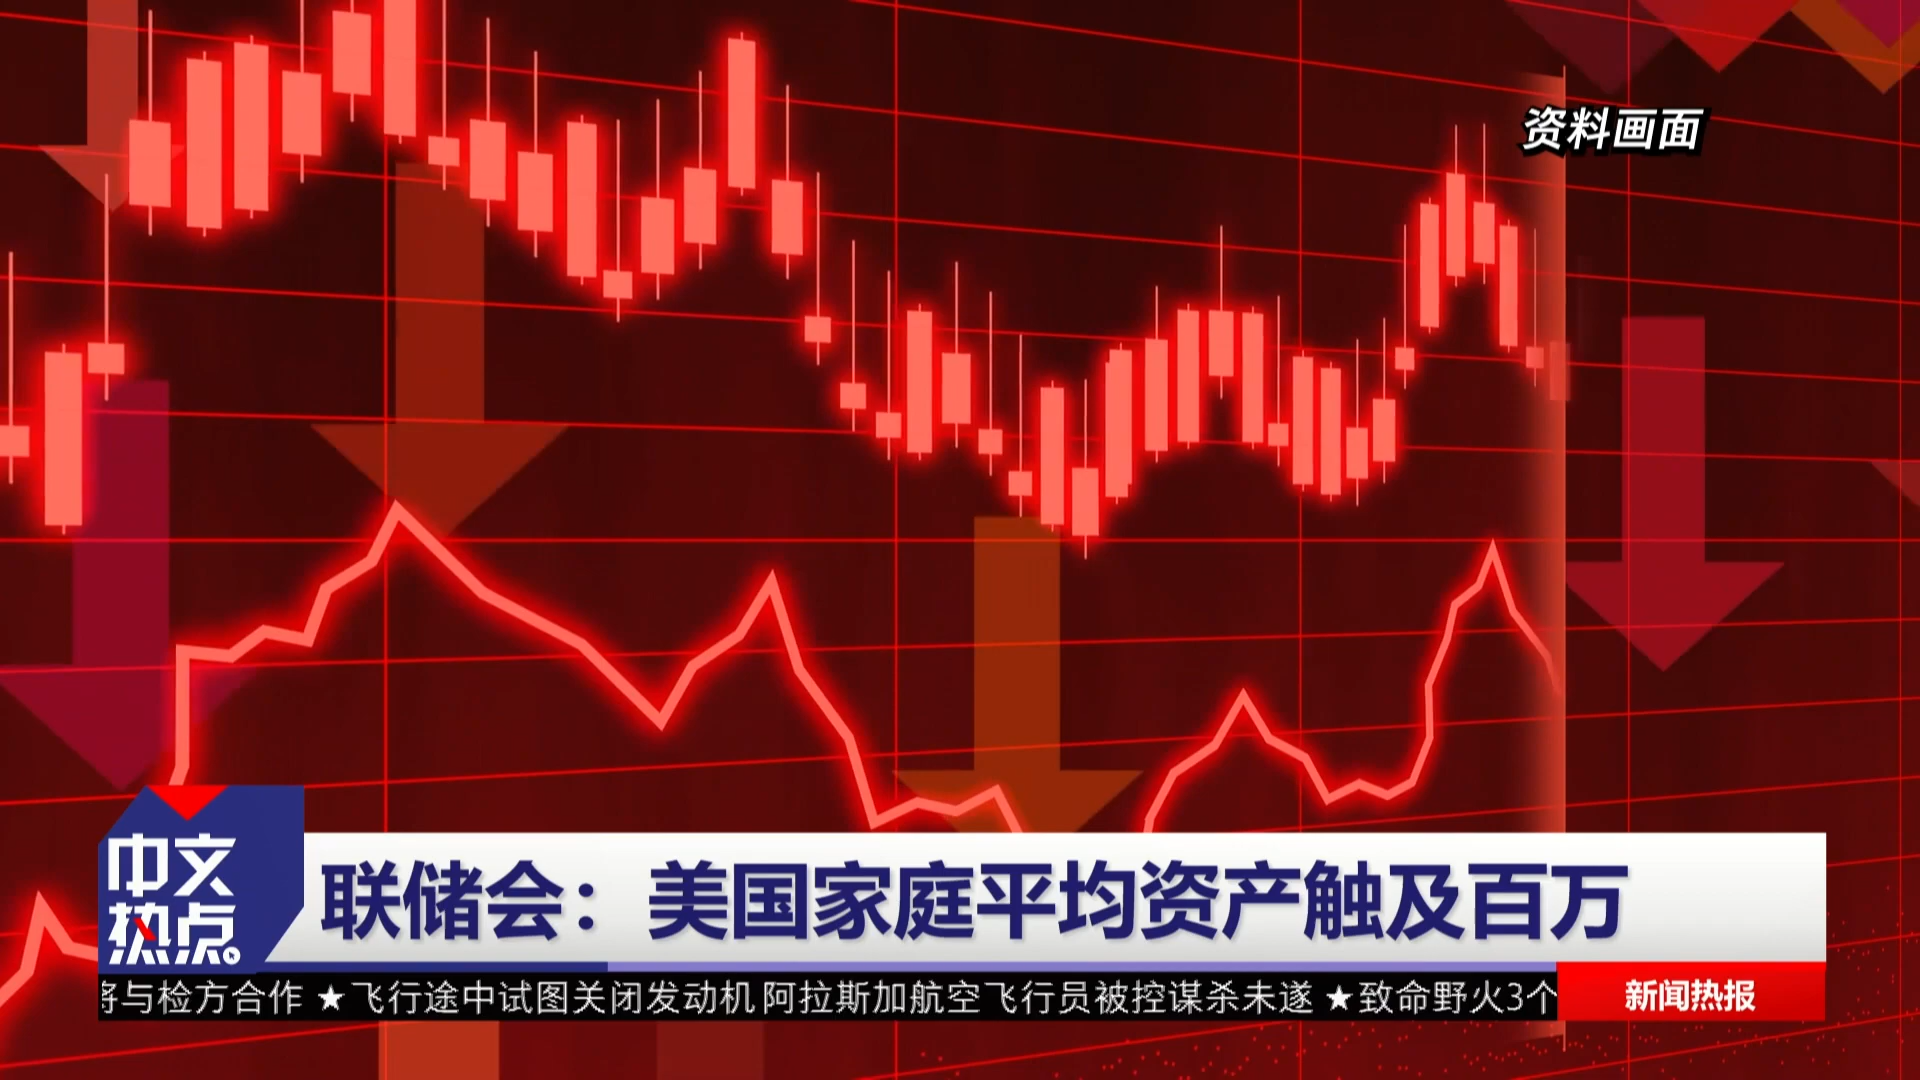 资料画面
中文
热点
联储会：美国家庭平均资产触及百万
与检方合作 ★飞行途中试图关闭发动机 阿拉斯加航空飞行员被控谋杀未遂 ★致命野火3个
新闻热报